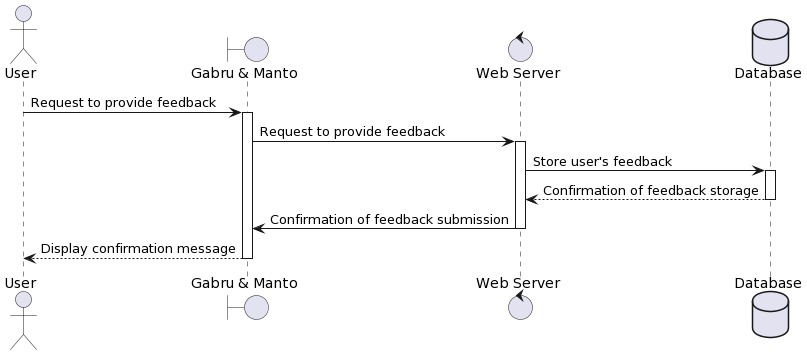 User
Gabru & Manto
Web Server
Database
Request to provide feedback
Request to provide feedback
Store user's feedback
Confirmation of feedback storage
Confirmation of feedback submission
Display confirmation message
User
Gabru & Manto
Web Server
Database